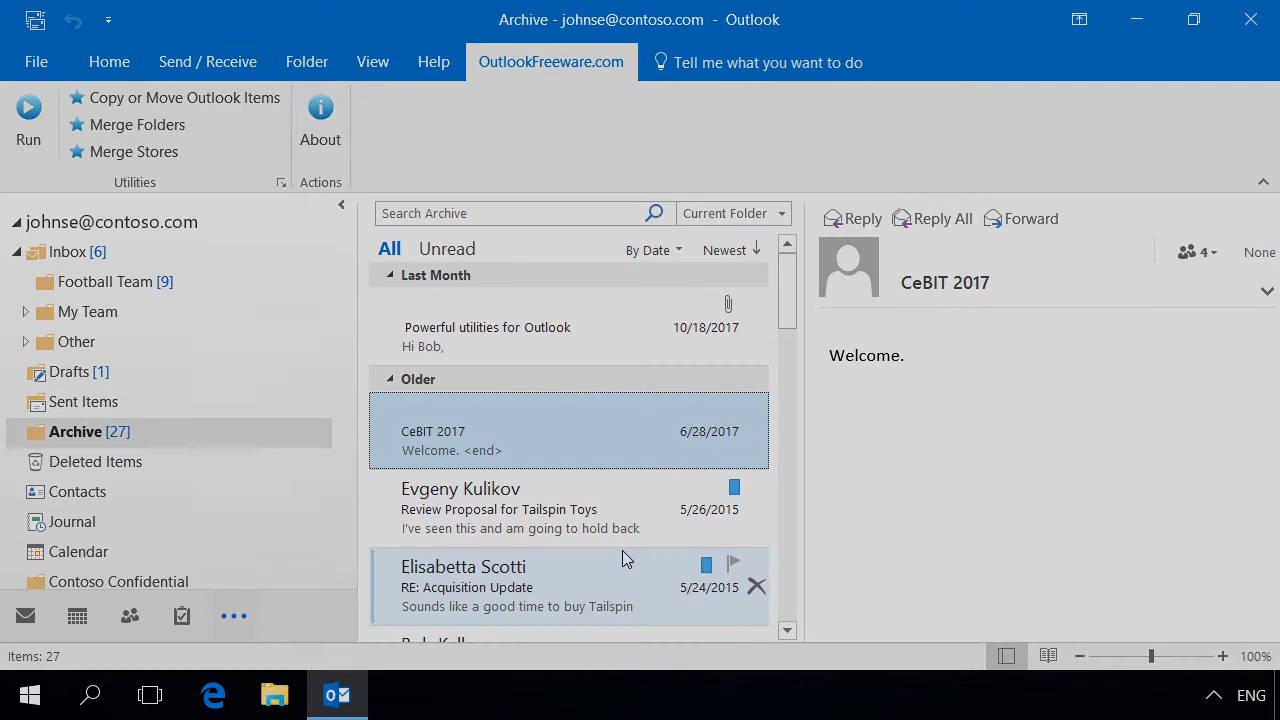 Archive - johnse@contoso.com - Outlook
File Home Send / Receive Folder View Help OutlookFreeware.com Tell me what you want to do
Run
Copy or Move Outlook Items
Merge Folders
Merge Stores
About
Utilities
Actions
johnse@contoso.com
Inbox [6]
Football Team [9]
My Team
Other
Drafts [1]
Sent Items
Archive [27]
Deleted Items
Contacts
Journal
Calendar
Contoso Confidential
Search Archive
Current Folder
All Unread By Date Newest
Last Month
Powerful utilities for Outlook 10/18/2017
Hi Bob,
Older
CeBIT 2017 6/28/2017
Welcome. <end>
Evgeny Kulikov
Review Proposal for Tailspin Toys 5/26/2015
I've seen this and am going to hold back
Elisabetta Scotti
RE: Acquisition Update 5/24/2015
Sounds like a good time to buy Tailspin
Reply Reply All Forward
4 None
CeBIT 2017
Welcome.
Items: 27
100%
ENG